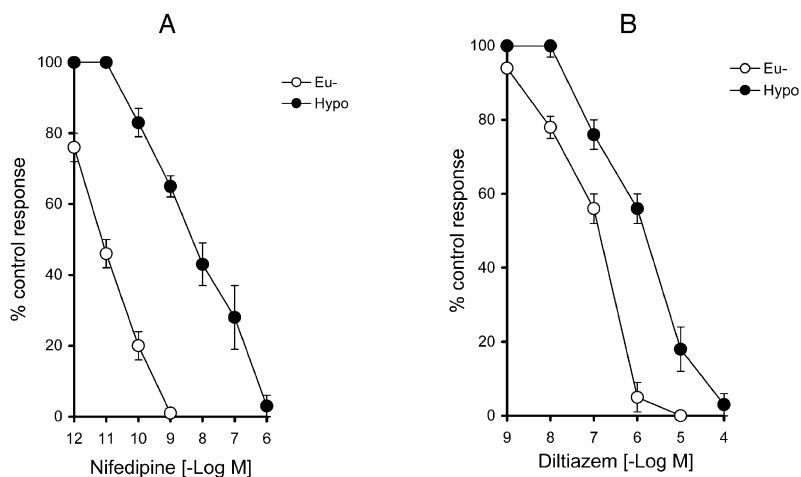 A
Eu-
Hypo
100
80
60
40
20
0
% control response
12 11 10 9 8 7 6
Nifedipine [-Log M]
B
Eu-
Hypo
100
80
60
40
20
0
% control response
9 8 7 6 5 4
Diltiazem [-Log M]